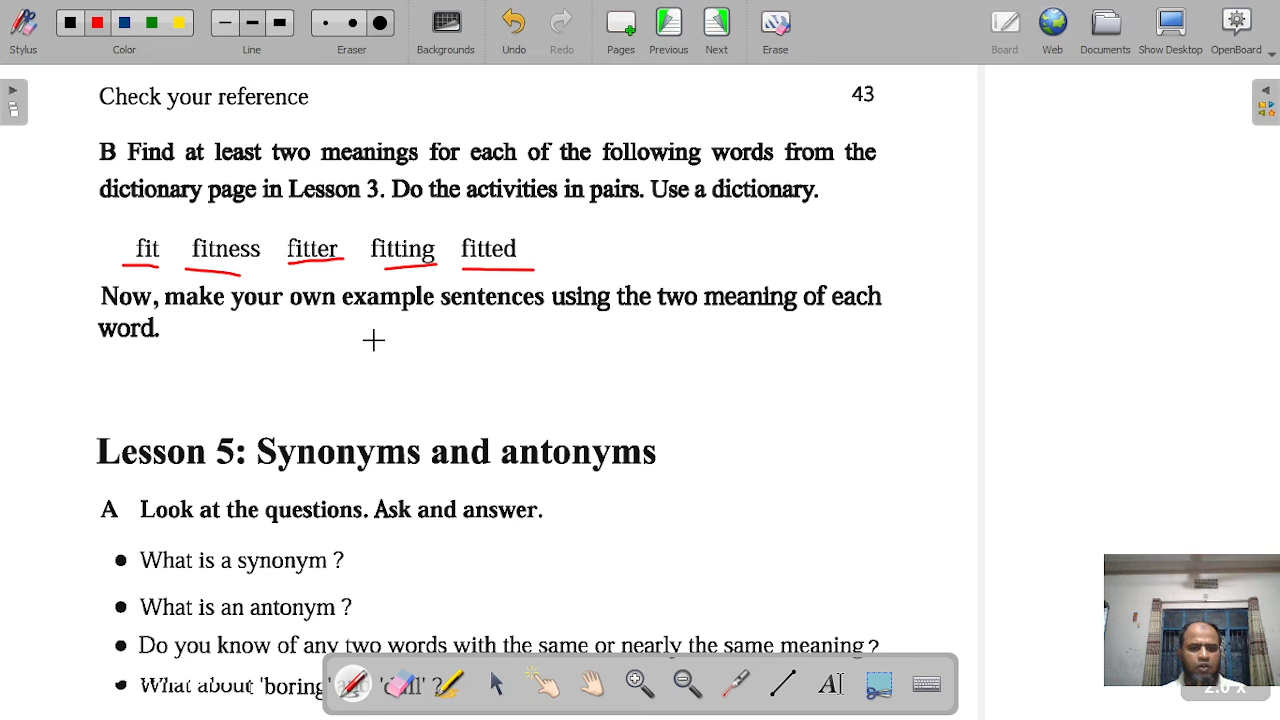 Stylus Color Line Eraser Backgrounds Undo Redo Pages Previous Next Erase Board Web Documents Show Desktop OpenBoard
Check your reference 43
B Find at least two meanings for each of the following words from the
dictionary page in Lesson 3. Do the activities in pairs. Use a dictionary.
fit fitness fitter fitting fitted
Now, make your own example sentences using the two meaning of each
word.
Lesson 5: Synonyms and antonyms
A Look at the questions. Ask and answer.
• What is a synonym ?
• What is an antonym ?
• Do you know of any two words with the same or nearly the same meaning?
• What about 'boring' and 'dull' ?
2.0 x